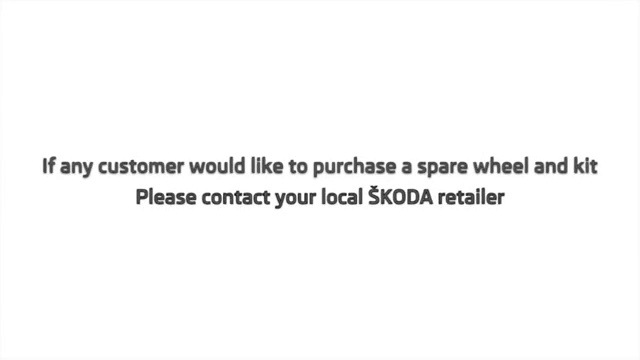 If any customer would like to purchase a spare wheel and kit
Please contact your local ŠKODA retailer